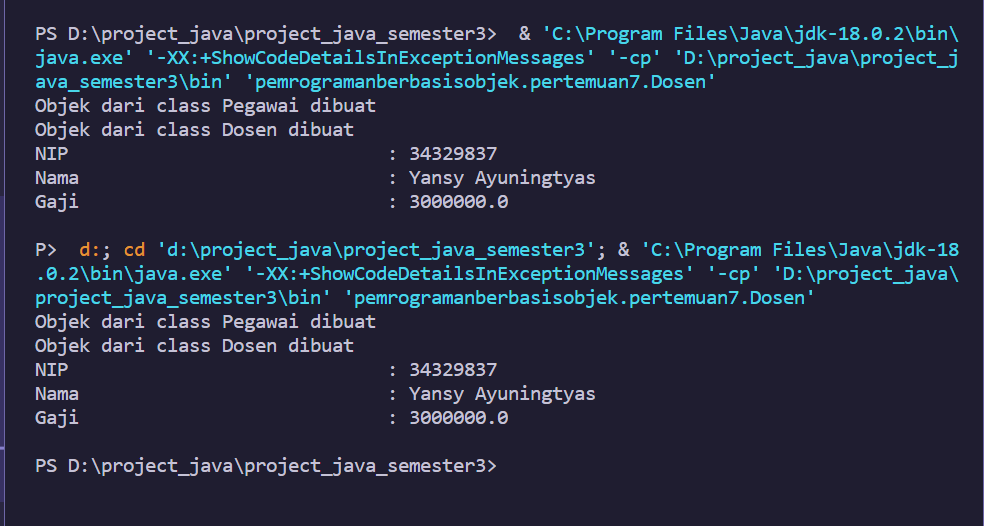 PS D:\project_java\project_java_semester3>  & 'C:\Program Files\Java\jdk-18.0.2\bin\
java.exe' '-XX:+ShowCodeDetailsInExceptionMessages' '-cp' 'D:\project_java\project_j
ava_semester3\bin' 'pemrogramanberbasisobjek.pertemuan7.Dosen'
Objek dari class Pegawai dibuat
Objek dari class Dosen dibuat
NIP                             : 34329837
Nama                            : Yansy Ayuningtyas
Gaji                            : 3000000.0

P>  d:; cd 'd:\project_java\project_java_semester3'; & 'C:\Program Files\Java\jdk-18
.0.2\bin\java.exe' '-XX:+ShowCodeDetailsInExceptionMessages' '-cp' 'D:\project_java\
project_java_semester3\bin' 'pemrogramanberbasisobjek.pertemuan7.Dosen'
Objek dari class Pegawai dibuat
Objek dari class Dosen dibuat
NIP                             : 34329837
Nama                            : Yansy Ayuningtyas
Gaji                            : 3000000.0

PS D:\project_java\project_java_semester3>